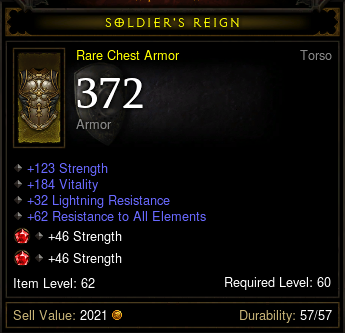 SOLDIER'S REIGN
Rare Chest Armor Torso
372
Armor
+123 Strength
+184 Vitality
+32 Lightning Resistance
+62 Resistance to All Elements
+46 Strength
+46 Strength
Item Level: 62 Required Level: 60
Sell Value: 2021 Durability: 57/57